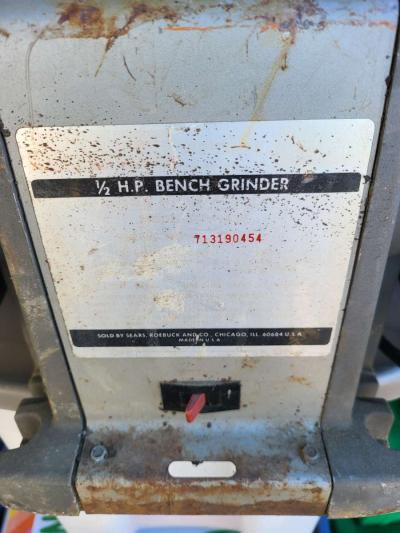 ½ H.P. BENCH GRINDER
713190454
SOLD BY SEARS, ROEBUCK AND CO., CHICAGO, ILL. 60684 U.S.A.
MADE IN U.S.A.